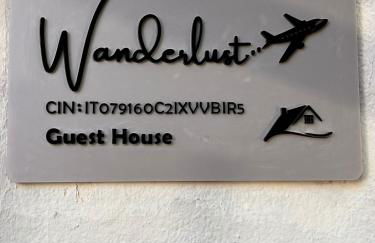 Wanderlust..
CIN:IT079160C2IXVVBIR5
Guest House